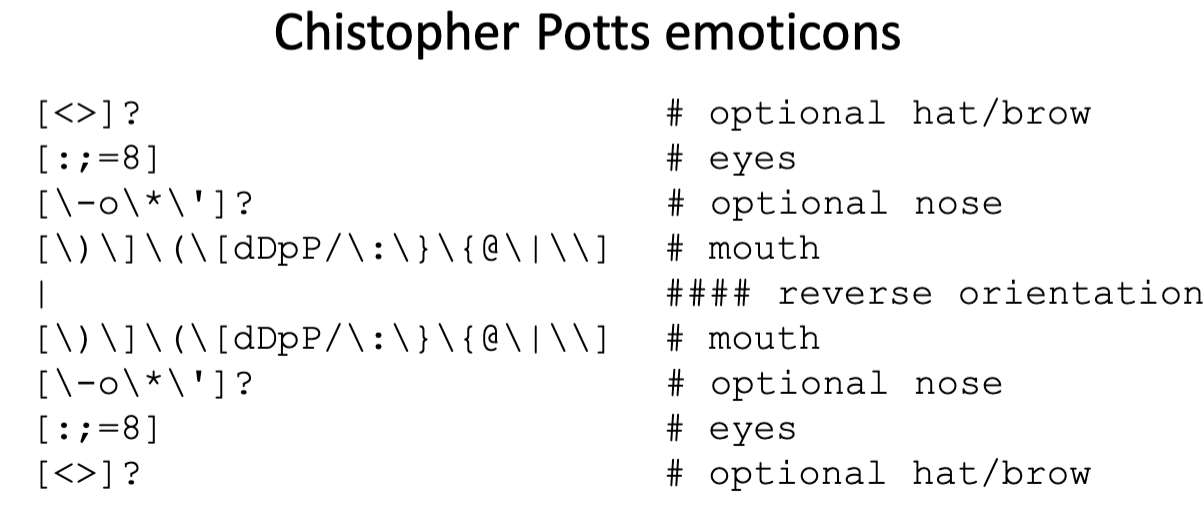 Chistopher Potts emoticons
[<>]? # optional hat/brow
[:;=8] # eyes
[\-o\*\']? # optional nose
[\)\]\(\[dDpP/\:\}\{@\|\\] # mouth
| #### reverse orientation
[\)\]\(\[dDpP/\:\}\{@\|\\] # mouth
[\-o\*\']? # optional nose
[:;=8] # eyes
[<>]? # optional hat/brow